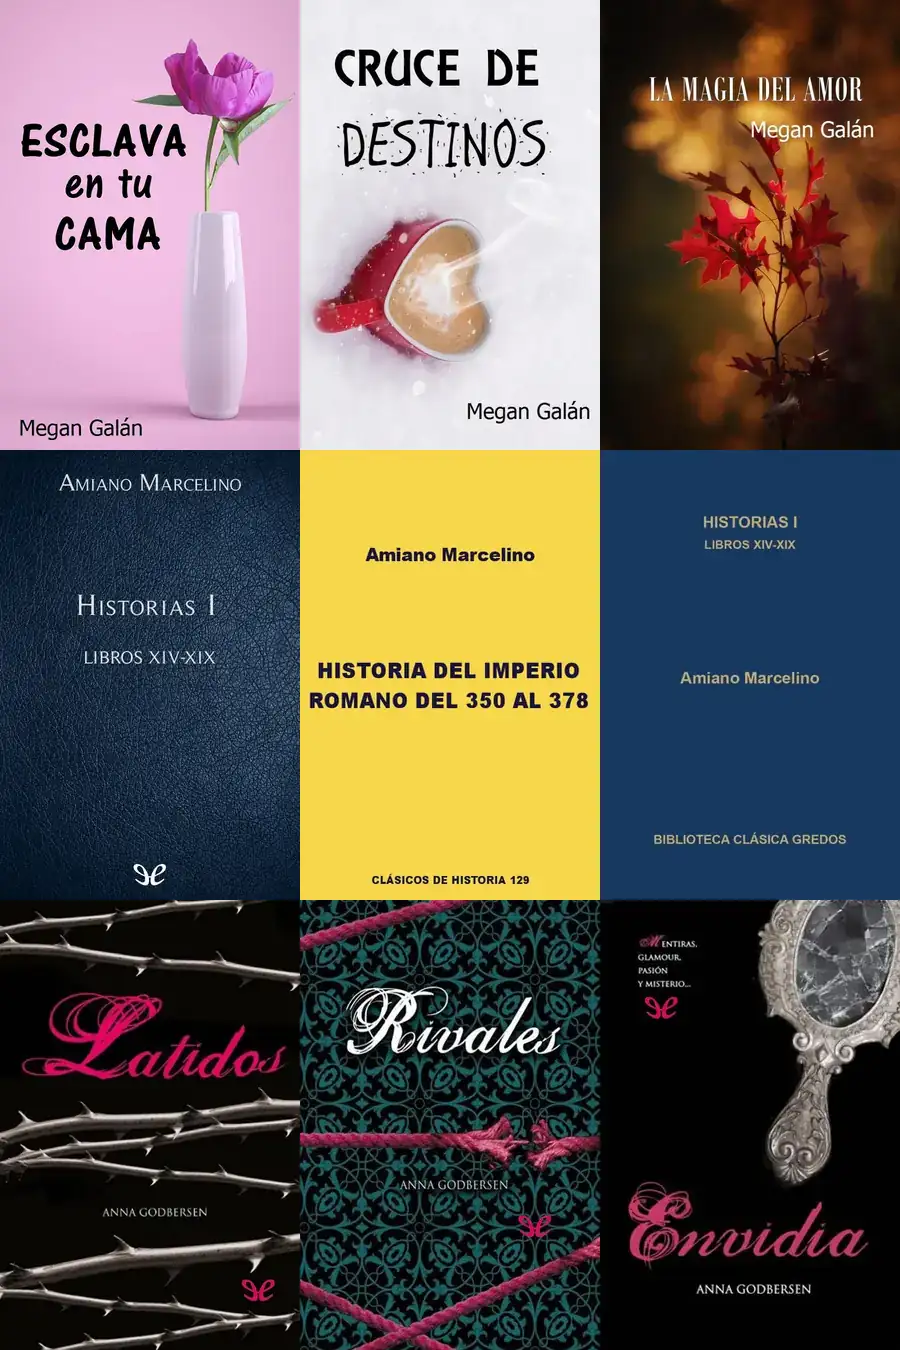 ESCLAVA
en tu
CAMA
Megan Galán
CRUCE DE
DESTINOS
Megan Galán
LA MAGIA DEL AMOR
Megan Galán
AMIANO MARCELINO
HISTORIAS I
LIBROS XIV-XIX
Amiano Marcelino
HISTORIA DEL IMPERIO
ROMANO DEL 350 AL 378
CLÁSICOS DE HISTORIA 129
HISTORIAS I
LIBROS XIV-XIX
Amiano Marcelino
BIBLIOTECA CLÁSICA GREDOS
Latidos
ANNA GODBERSEN
Rivales
ANNA GODBERSEN
MENTIRAS,
GLAMOUR,
PASIÓN
Y MISTERIO...
Envidia
ANNA GODBERSEN